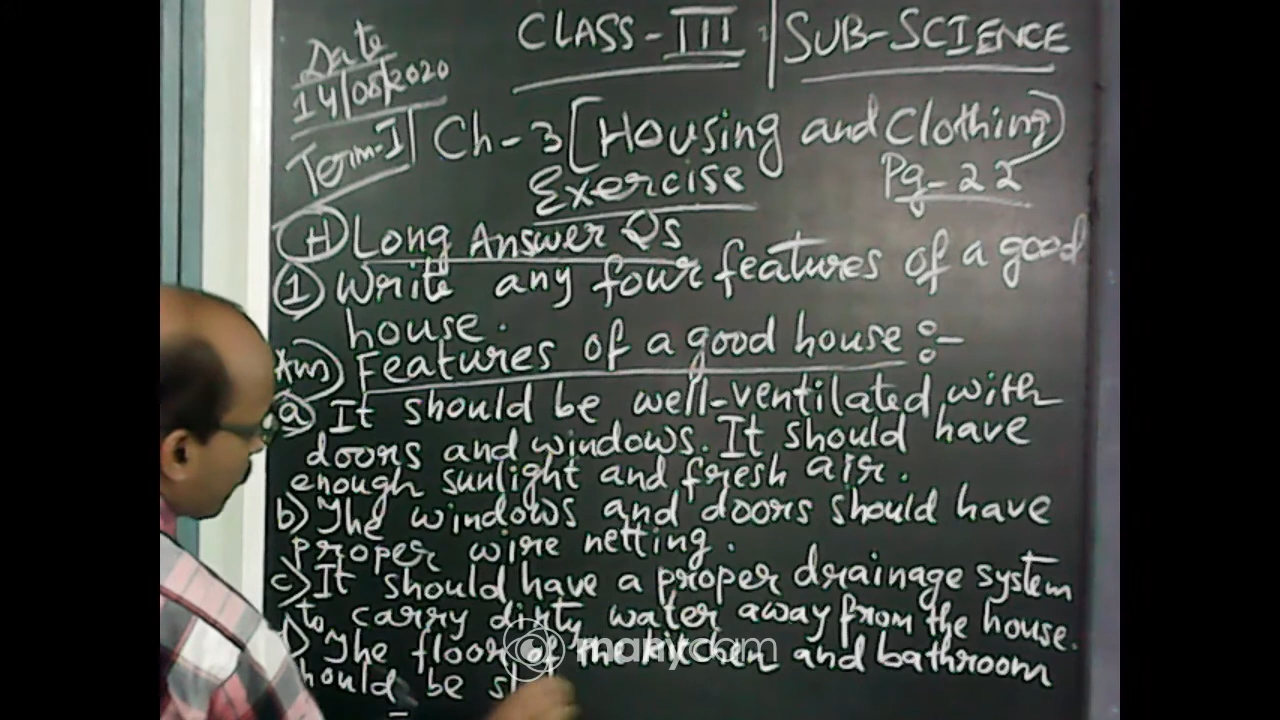 CLASS-III | SUB-SCIENCE
Date
14/05/2020
Term-I | Ch-3 [Housing and Clothing]
Exercise Pg-22
(H) Long Answer Qs
(1) Write any four features of a good
house.
Ans) Features of a good house :-
a) It should be well-ventilated with
doors and windows. It should have
enough sunlight and fresh air.
b) The windows and doors should have
proper wire netting.
c) It should have a proper drainage system
to carry dirty water away from the house.
d) The floor of the kitchen and bathroom
should be
manycam